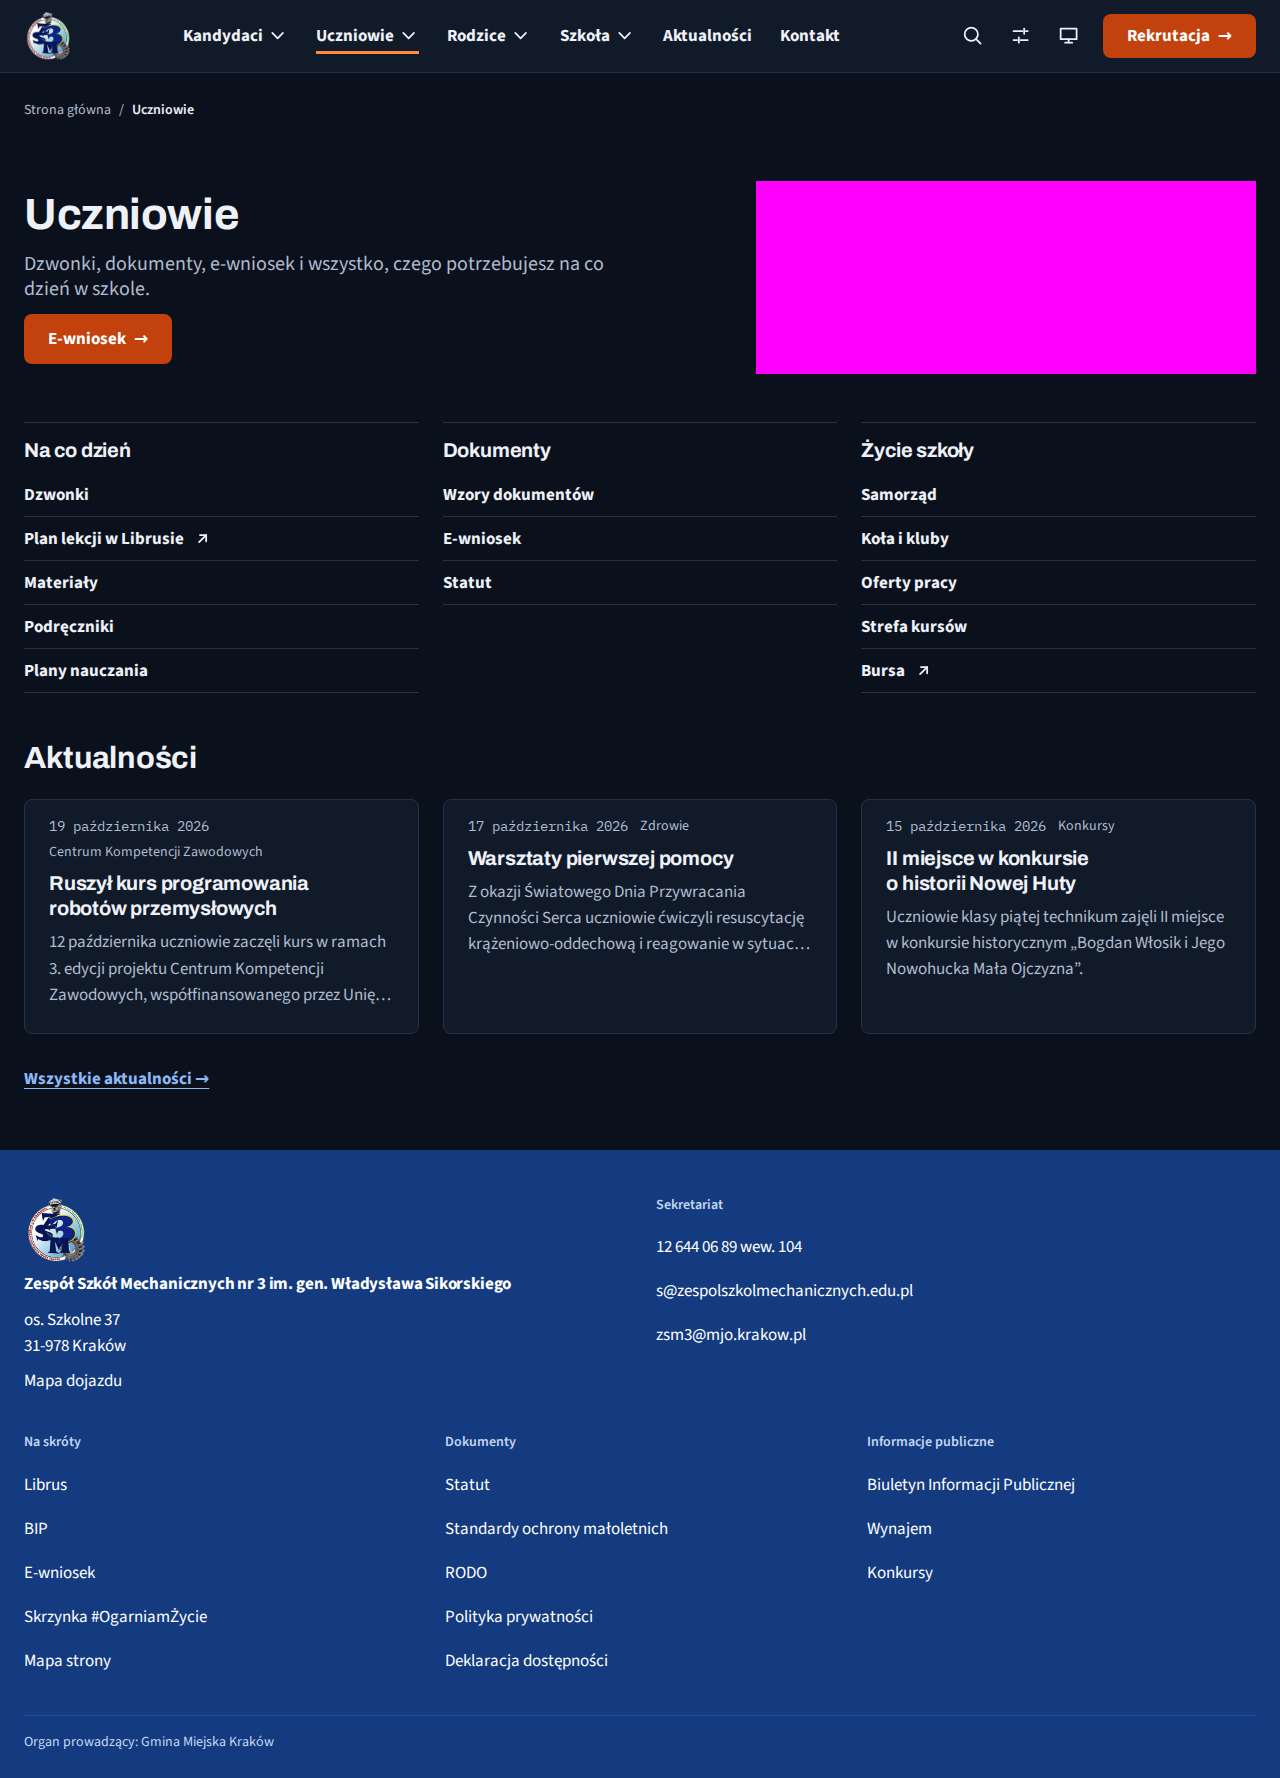 Kandydaci
Uczniowie
Rodzice
Szkoła
Aktualności
Kontakt
Rekrutacja →
Strona główna / Uczniowie
Uczniowie
Dzwonki, dokumenty, e-wniosek i wszystko, czego potrzebujesz na co
dzień w szkole.
E-wniosek →
Na co dzień
Dzwonki
Plan lekcji w Librusie
Materiały
Podręczniki
Plany nauczania
Dokumenty
Wzory dokumentów
E-wniosek
Statut
Życie szkoły
Samorząd
Koła i kluby
Oferty pracy
Strefa kursów
Bursa
Aktualności
19 października 2026
Centrum Kompetencji Zawodowych
Ruszył kurs programowania
robotów przemysłowych
12 października uczniowie zaczęli kurs w ramach
3. edycji projektu Centrum Kompetencji
Zawodowych, współfinansowanego przez Unię…
17 października 2026 Zdrowie
Warsztaty pierwszej pomocy
Z okazji Światowego Dnia Przywracania
Czynności Serca uczniowie ćwiczyli resuscytację
krążeniowo-oddechową i reagowanie w sytuac…
15 października 2026 Konkursy
II miejsce w konkursie
o historii Nowej Huty
Uczniowie klasy piątej technikum zajęli II miejsce
w konkursie historycznym „Bogdan Włosik i Jego
Nowohucka Mała Ojczyzna”.
Wszystkie aktualności →
Zespół Szkół Mechanicznych nr 3 im. gen. Władysława Sikorskiego
os. Szkolne 37
31-978 Kraków
Mapa dojazdu
Sekretariat
12 644 06 89 wew. 104
s@zespolszkolmechanicznych.edu.pl
zsm3@mjo.krakow.pl
Na skróty
Librus
BIP
E-wniosek
Skrzynka #OgarniamŻycie
Mapa strony
Dokumenty
Statut
Standardy ochrony małoletnich
RODO
Polityka prywatności
Deklaracja dostępności
Informacje publiczne
Biuletyn Informacji Publicznej
Wynajem
Konkursy
Organ prowadzący: Gmina Miejska Kraków